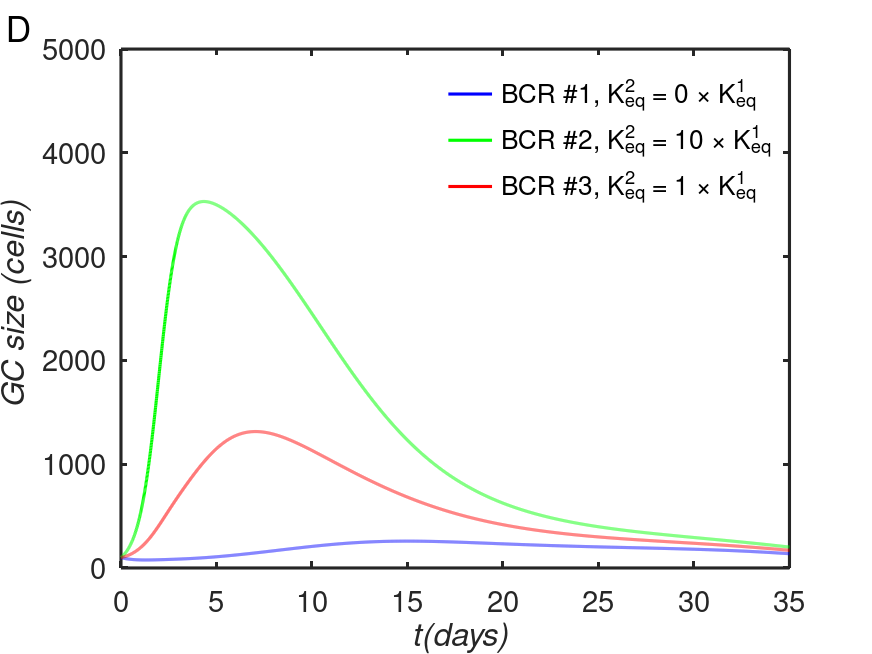 D
5000
4000
3000
2000
1000
0
GC size (cells)
BCR #1, K²eq = 0 × K¹eq
BCR #2, K²eq = 10 × K¹eq
BCR #3, K²eq = 1 × K¹eq
0 5 10 15 20 25 30 35
t(days)